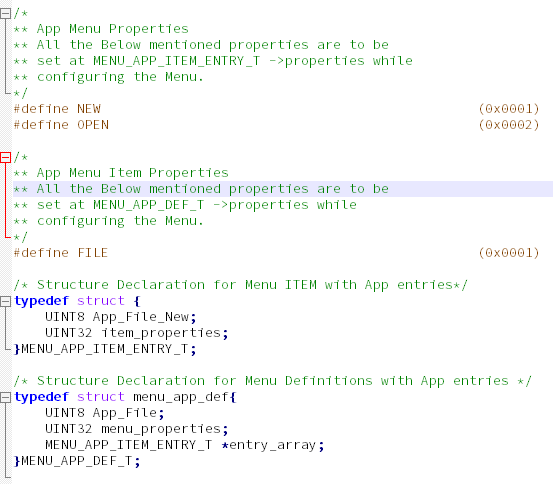 /*
** App Menu Properties
** All the Below mentioned properties are to be
** set at MENU_APP_ITEM_ENTRY_T ->properties while
** configuring the Menu.
*/
#define NEW (0x0001)
#define OPEN (0x0002)
/*
** App Menu Item Properties
** All the Below mentioned properties are to be
** set at MENU_APP_DEF_T ->properties while
** configuring the Menu.
*/
#define FILE (0x0001)
/* Structure Declaration for Menu ITEM with App entries*/
typedef struct {
UINT8 App_File_New;
UINT32 item_properties;
}MENU_APP_ITEM_ENTRY_T;
/* Structure Declaration for Menu Definitions with App entries */
typedef struct menu_app_def{
UINT8 App_File;
UINT32 menu_properties;
MENU_APP_ITEM_ENTRY_T *entry_array;
}MENU_APP_DEF_T;